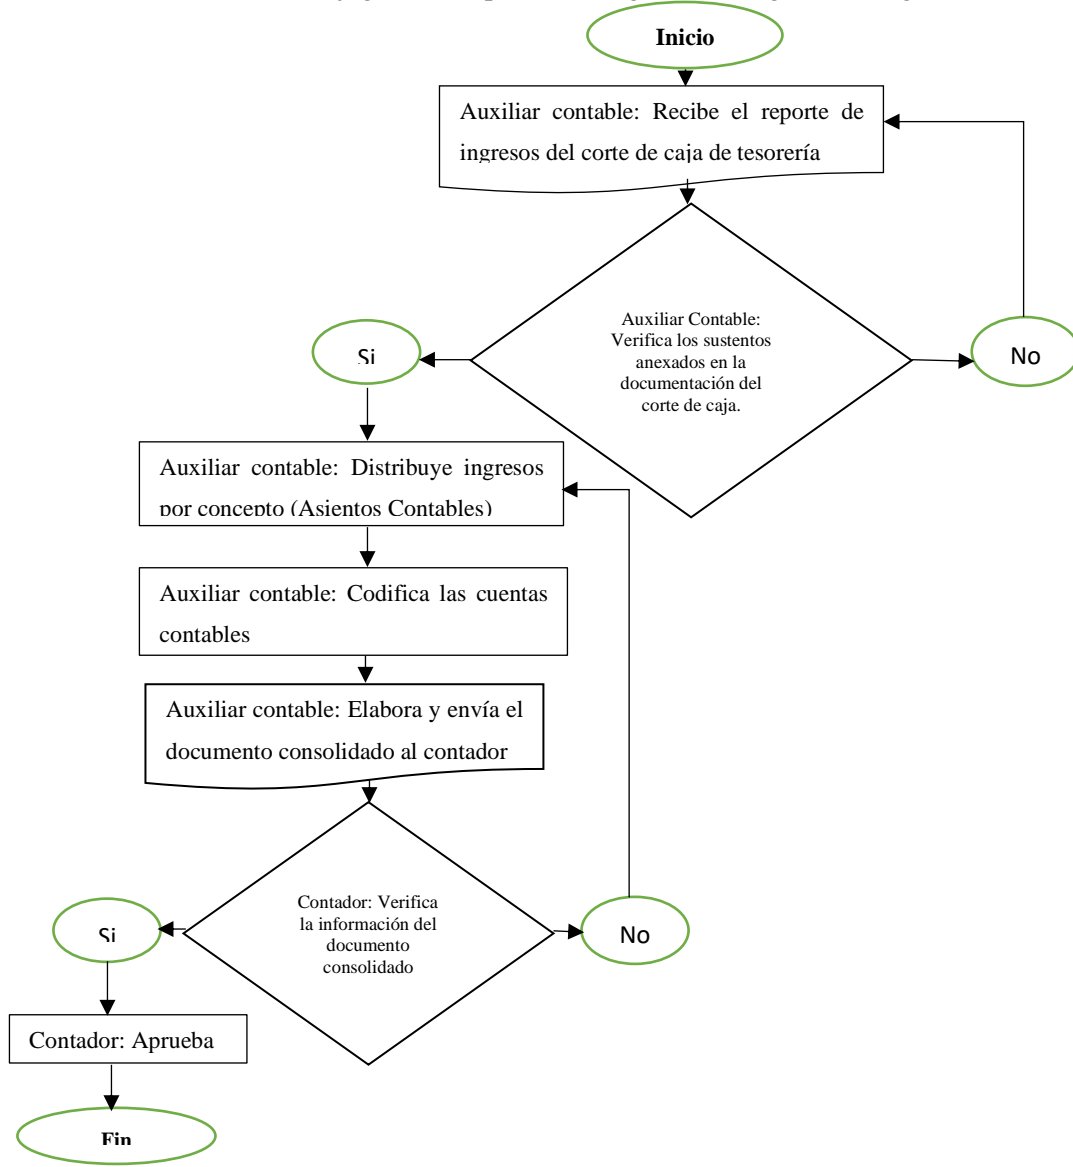 Inicio
Auxiliar contable: Recibe el reporte de
ingresos del corte de caja de tesorería
Auxiliar Contable:
Verifica los sustentos
anexados en la
documentación del
corte de caja.
Si
No
Auxiliar contable: Distribuye ingresos
por concepto (Asientos Contables)
Auxiliar contable: Codifica las cuentas
contables
Auxiliar contable: Elabora y envía el
documento consolidado al contador
Contador: Verifica
la información del
documento
consolidado
Si
No
Contador: Aprueba
Fin